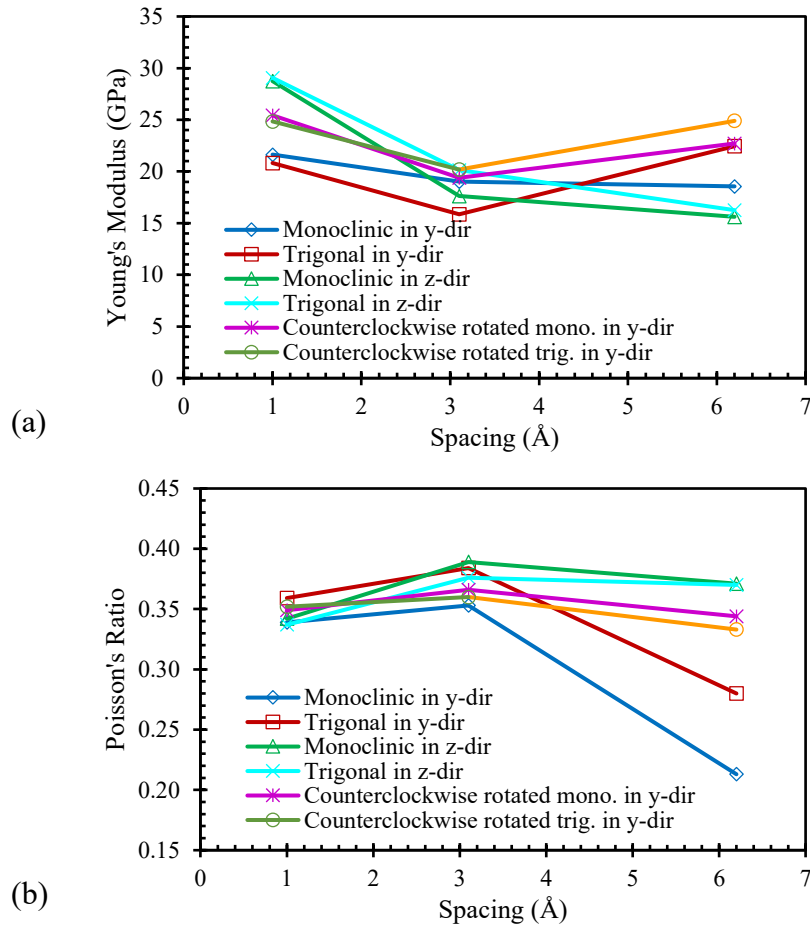 35
30
25
20
15
10
5
0
Young's Modulus (GPa)
Monoclinic in y-dir
Trigonal in y-dir
Monoclinic in z-dir
Trigonal in z-dir
Counterclockwise rotated mono. in y-dir
Counterclockwise rotated trig. in y-dir
0 1 2 3 4 5 6 7
Spacing (Å)
(a)
0.45
0.40
0.35
0.30
0.25
0.20
0.15
Poisson's Ratio
Monoclinic in y-dir
Trigonal in y-dir
Monoclinic in z-dir
Trigonal in z-dir
Counterclockwise rotated mono. in y-dir
Counterclockwise rotated trig. in y-dir
0 1 2 3 4 5 6 7
Spacing (Å)
(b)